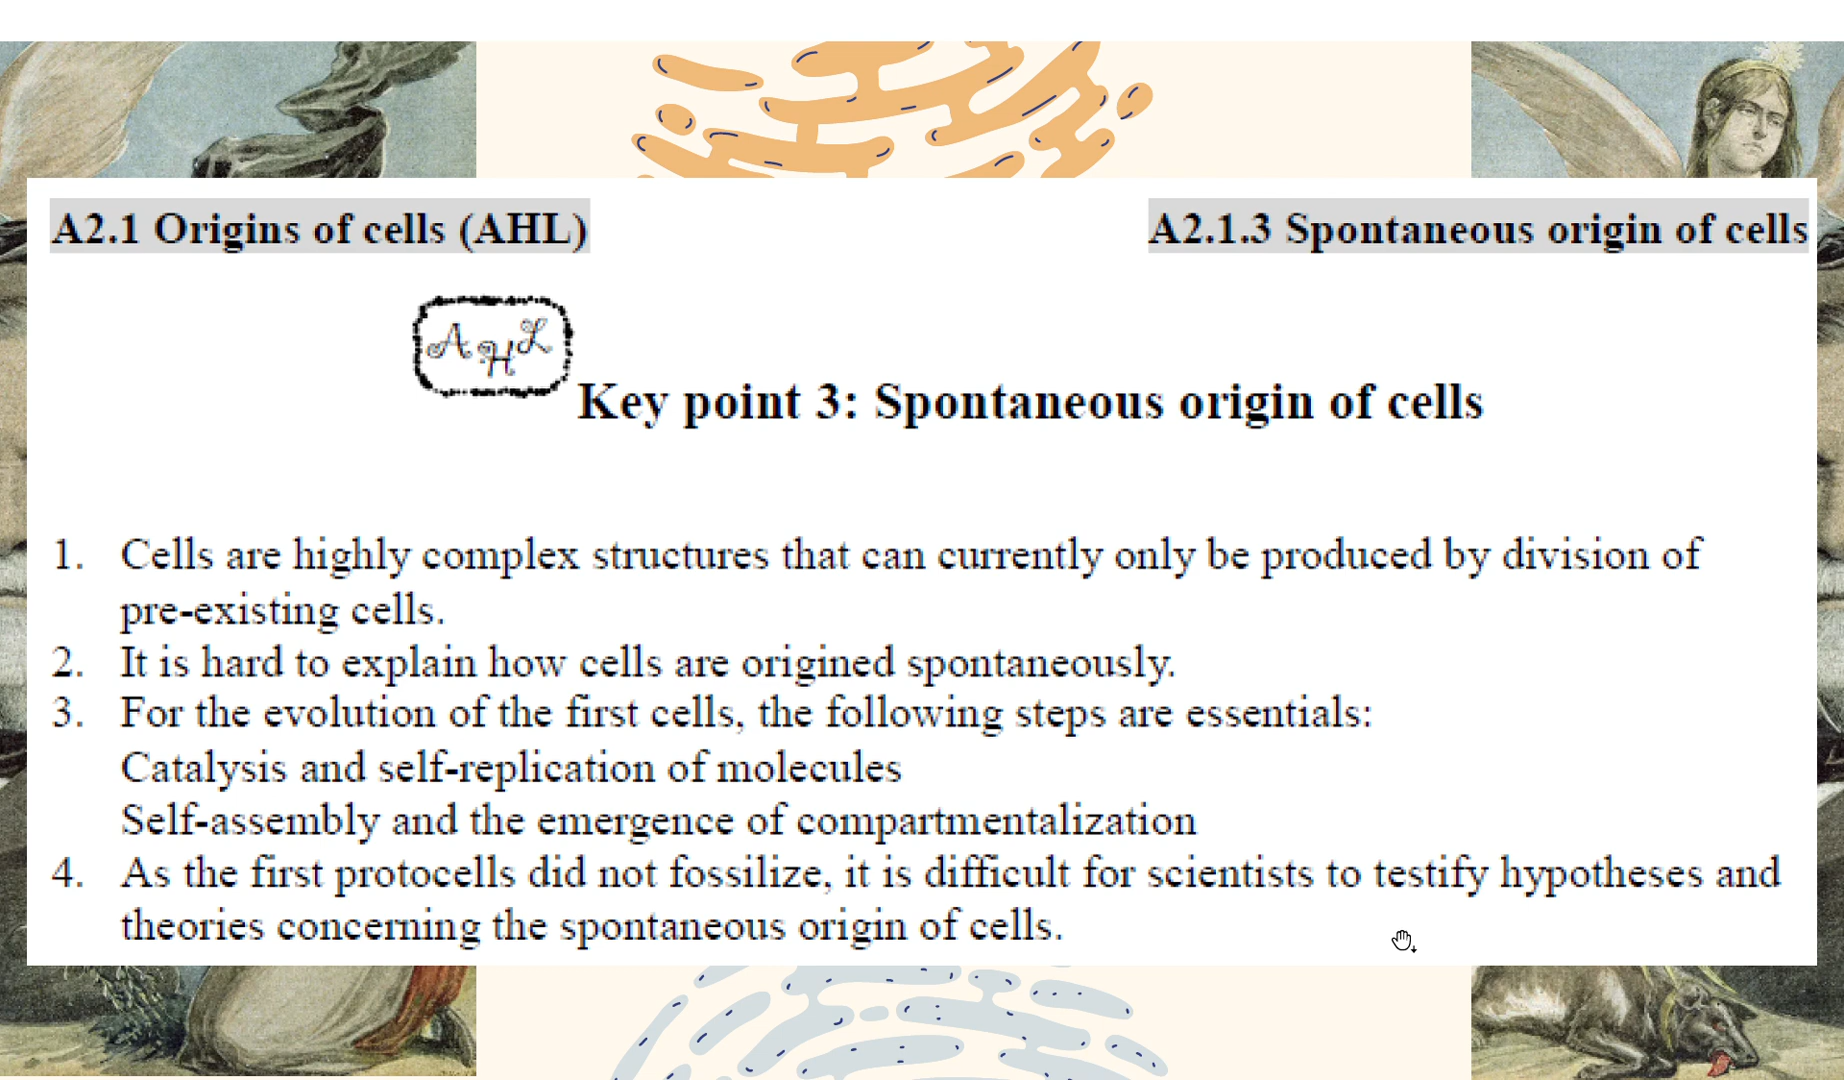 A2.1 Origins of cells (AHL) A2.1.3 Spontaneous origin of cells
AHL
Key point 3: Spontaneous origin of cells
1. Cells are highly complex structures that can currently only be produced by division of
pre-existing cells.
2. It is hard to explain how cells are origined spontaneously.
3. For the evolution of the first cells, the following steps are essentials:
Catalysis and self-replication of molecules
Self-assembly and the emergence of compartmentalization
4. As the first protocells did not fossilize, it is difficult for scientists to testify hypotheses and
theories concerning the spontaneous origin of cells.